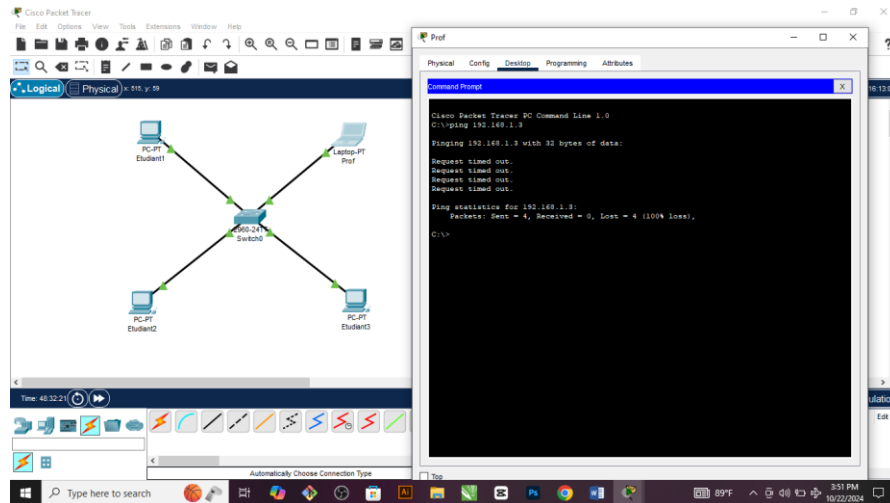 Cisco Packet Tracer
File Edit Options View Tools Extensions Window Help
Logical Physical x: 515, y: 59
PC-PT
Etudiant1
Laptop-PT
Prof
Switch0
PC-PT
Etudiant2
PC-PT
Etudiant3
Time: 48:32:21
Automatically Choose Connection Type
Prof
Physical Config Desktop Programming Attributes
Command Prompt X
Cisco Packet Tracer PC Command Line 1.0
C:\>ping 192.168.1.3
Pinging 192.168.1.3 with 32 bytes of data:
Request timed out.
Request timed out.
Request timed out.
Request timed out.
Ping statistics for 192.168.1.3:
Packets: Sent = 4, Received = 0, Lost = 4 (100% loss),
C:\>
Top
Edit
Type here to search
Ai
Ps
89°F
3:51 PM
10/22/2024